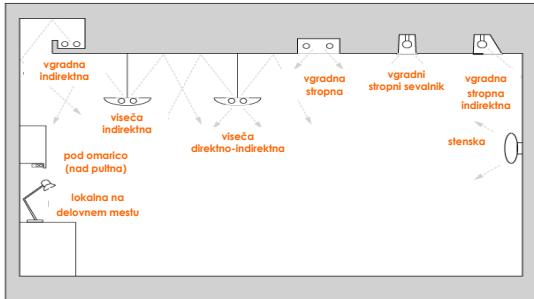 vgradna
indirektna
viseča
indirektna
viseča
direktno-indirektna
vgradna
stropna
vgradni
stropni sevalnik
vgradna
stropna
indirektna
stenska
pod omarico
(nad pultna)
lokalna na
delovnem mestu